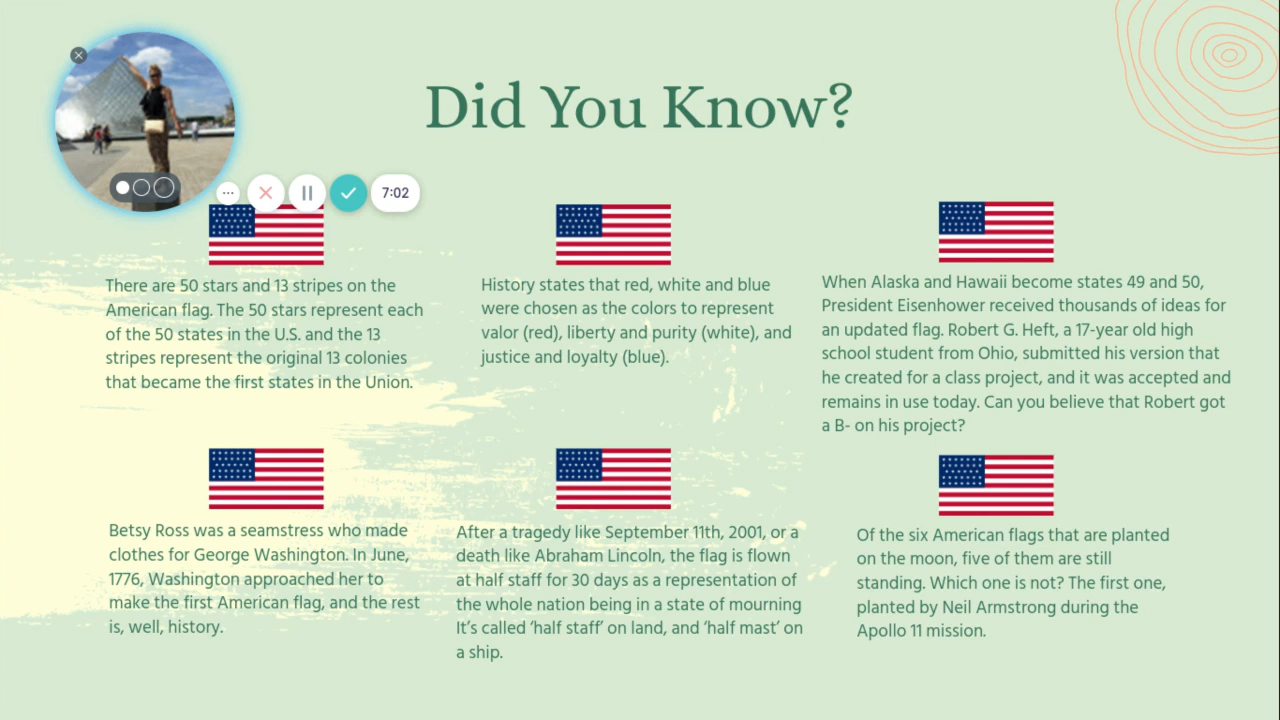 Did You Know?
7:02
There are 50 stars and 13 stripes on the
American flag. The 50 stars represent each
of the 50 states in the U.S. and the 13
stripes represent the original 13 colonies
that became the first states in the Union.
History states that red, white and blue
were chosen as the colors to represent
valor (red), liberty and purity (white), and
justice and loyalty (blue).
When Alaska and Hawaii become states 49 and 50,
President Eisenhower received thousands of ideas for
an updated flag. Robert G. Heft, a 17-year old high
school student from Ohio, submitted his version that
he created for a class project, and it was accepted and
remains in use today. Can you believe that Robert got
a B- on his project?
Betsy Ross was a seamstress who made
clothes for George Washington. In June,
1776, Washington approached her to
make the first American flag, and the rest
is, well, history.
After a tragedy like September 11th, 2001, or a
death like Abraham Lincoln, the flag is flown
at half staff for 30 days as a representation of
the whole nation being in a state of mourning
It's called ‘half staff’ on land, and ‘half mast’ on
a ship.
Of the six American flags that are planted
on the moon, five of them are still
standing. Which one is not? The first one,
planted by Neil Armstrong during the
Apollo 11 mission.